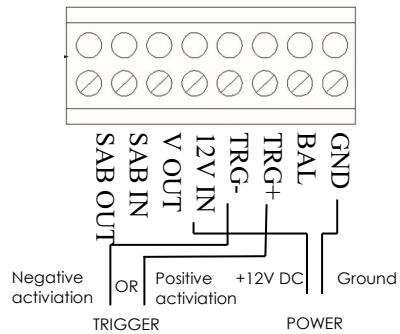 SAB OUT
SAB IN
V OUT
12V IN
TRG-
TRG+
BAL
GND
Negative
activiation
OR
Positive
activiation
+12V DC
Ground
TRIGGER
POWER